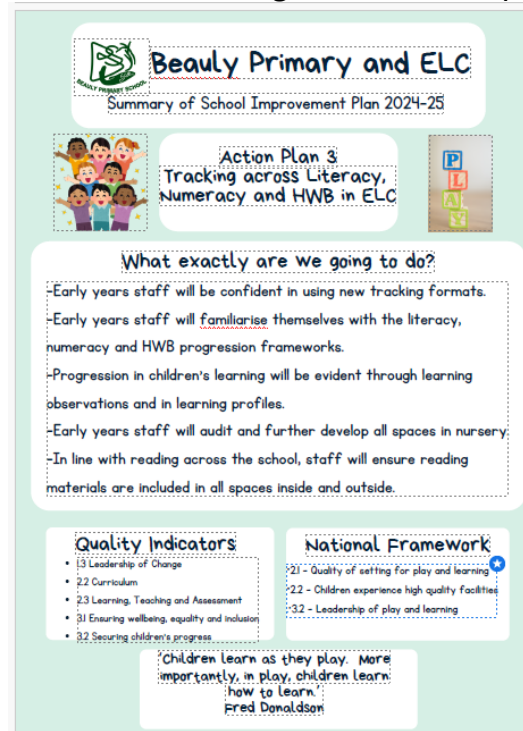 BEAULY PRIMARY SCHOOL
Beauly Primary and ELC
Summary of School Improvement Plan 2024-25
Action Plan 3
Tracking across Literacy,
Numeracy and HWB in ELC
PLAY
What exactly are we going to do?
-Early years staff will be confident in using new tracking formats.
-Early years staff will familiarise themselves with the literacy,
numeracy and HWB progression frameworks.
-Progression in children's learning will be evident through learning
observations and in learning profiles.
-Early years staff will audit and further develop all spaces in nursery
-In line with reading across the school, staff will ensure reading
materials are included in all spaces inside and outside.
Quality Indicators
• 1.3 Leadership of Change
• 2.2 Curriculum
• 2.3 Learning, Teaching and Assessment
• 3.1 Ensuring wellbeing, equality and inclusion
• 3.2 Securing children's progress
National Framework
2.1 - Quality of setting for play and learning
2.2 - Children experience high quality facilities
3.2 - Leadership of play and learning
'Children learn as they play. More
importantly, in play, children learn
how to learn.'
Fred Donaldson